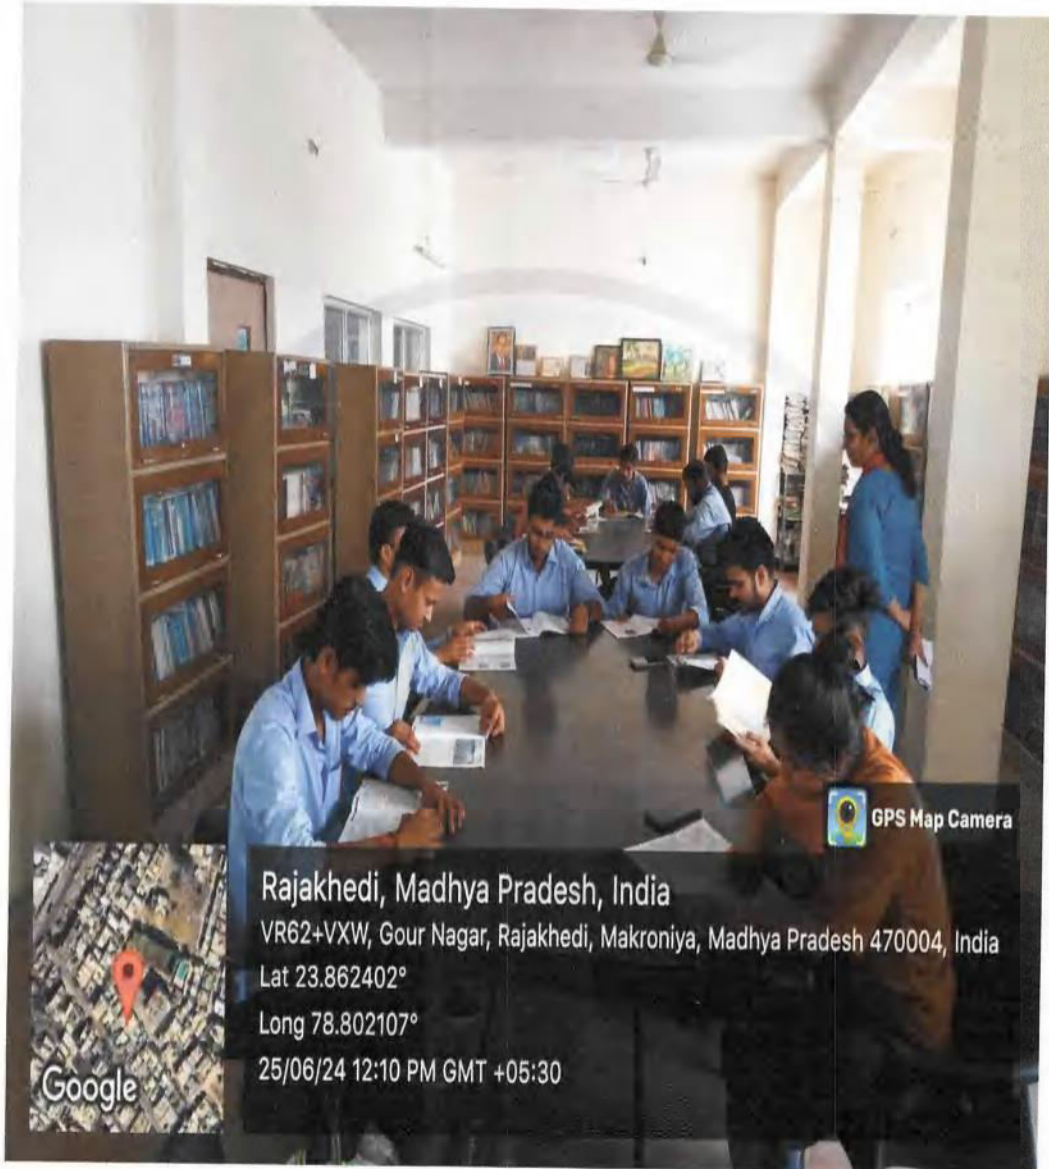 GPS Map Camera
Rajakhedi, Madhya Pradesh, India
VR62+VXW, Gour Nagar, Rajakhedi, Makroniya, Madhya Pradesh 470004, India
Lat 23.862402°
Long 78.802107°
25/06/24 12:10 PM GMT +05:30
Google